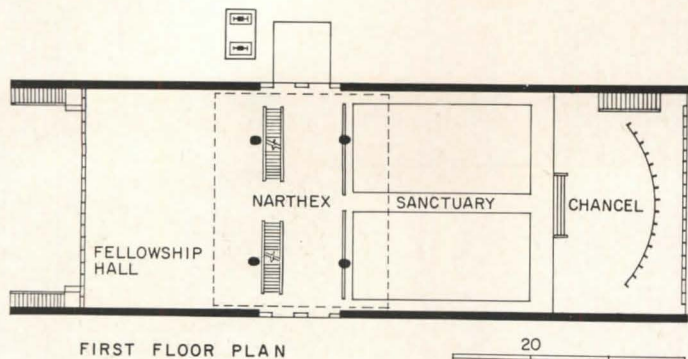 NARTHEX
SANCTUARY
CHANCEL
FELLOWSHIP
HALL
FIRST FLOOR PLAN
20